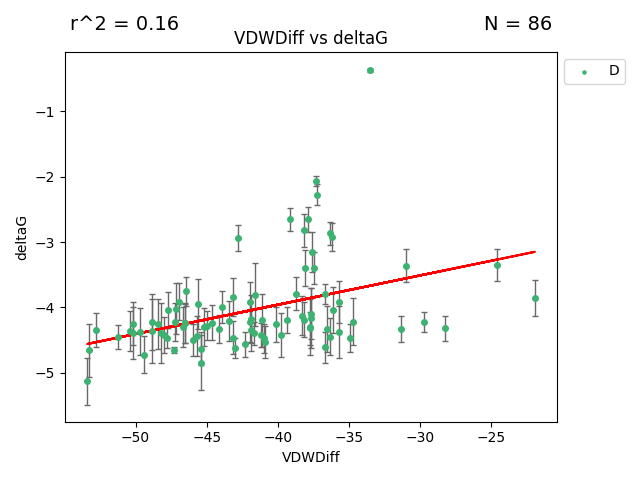 r^2 = 0.16
N = 86
VDWDiff vs deltaG
D
−1
−2
−3
−4
−5
deltaG
−50 −45 −40 −35 −30 −25
VDWDiff